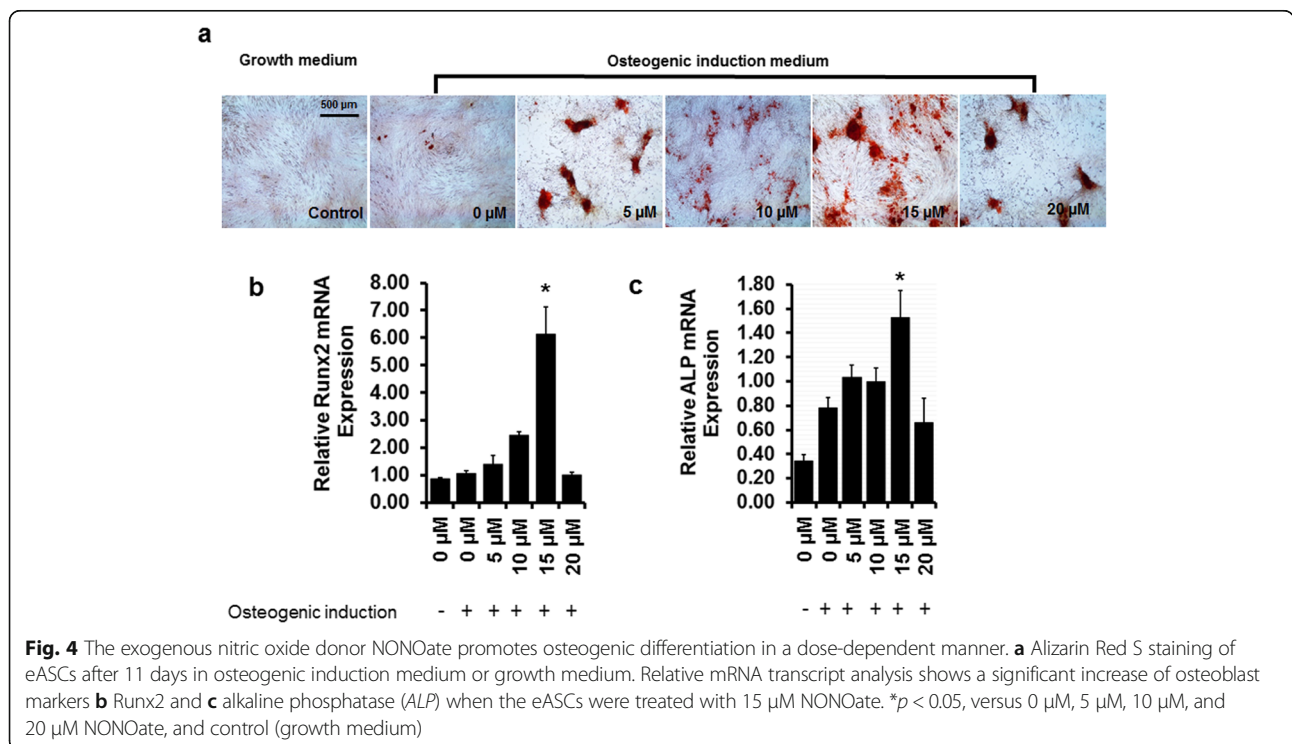 a
Growth medium
Osteogenic induction medium
500 µm
Control
0 µM
5 µM
10 µM
15 µM
20 µM
b
Relative Runx2 mRNA
Expression
8.00
7.00
6.00
5.00
4.00
3.00
2.00
1.00
0.00
*
0 µM
0 µM
5 µM
10 µM
15 µM
20 µM
Osteogenic induction - + + + + +
c
Relative ALP mRNA
Expression
1.80
1.60
1.40
1.20
1.00
0.80
0.60
0.40
0.20
0.00
*
0 µM
0 µM
5 µM
10 µM
15 µM
20 µM
- + + + + +
Fig. 4 The exogenous nitric oxide donor NONOate promotes osteogenic differentiation in a dose-dependent manner. a Alizarin Red S staining of
eASCs after 11 days in osteogenic induction medium or growth medium. Relative mRNA transcript analysis shows a significant increase of osteoblast
markers b Runx2 and c alkaline phosphatase (ALP) when the eASCs were treated with 15 µM NONOate. *p < 0.05, versus 0 µM, 5 µM, 10 µM, and
20 µM NONOate, and control (growth medium)